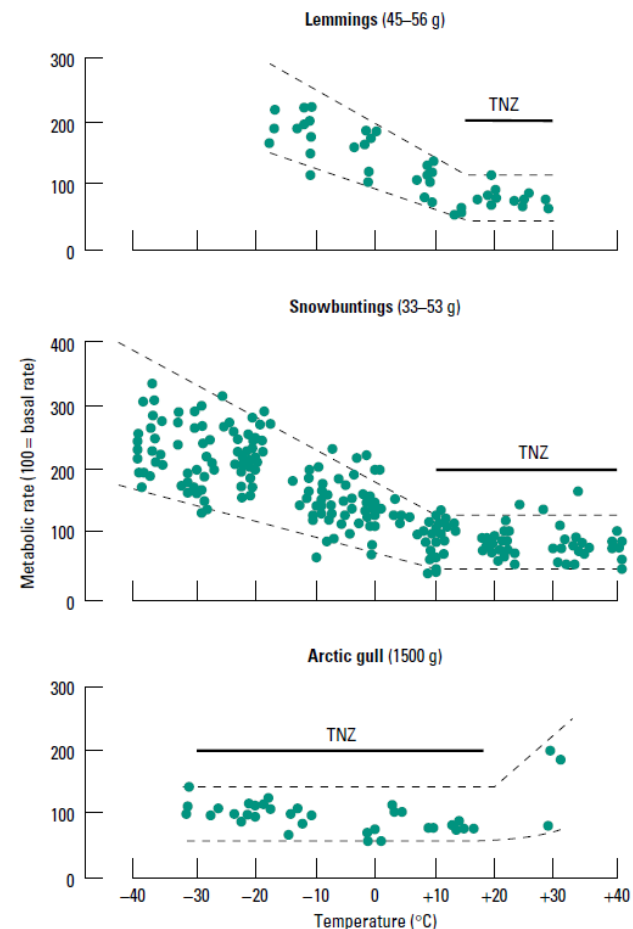 Lemmings (45–56 g)
300
200
100
0
TNZ
Snowbuntings (33–53 g)
Metabolic rate (100 = basal rate)
400
300
200
100
0
TNZ
Arctic gull (1500 g)
300
200
100
0
TNZ
–40 –30 –20 –10 0 +10 +20 +30 +40
Temperature (°C)